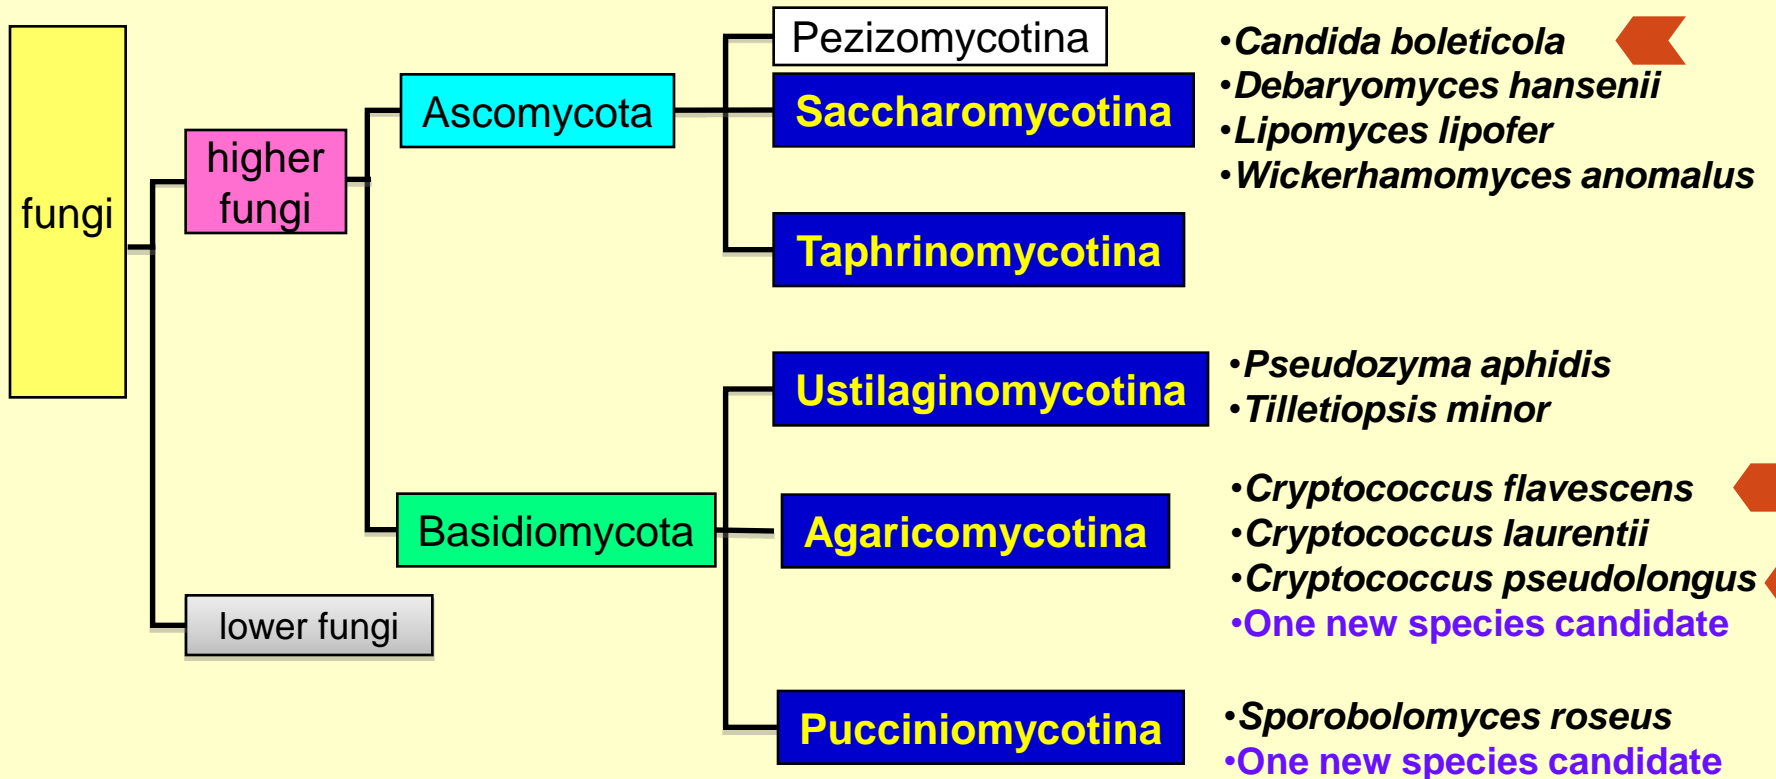 fungi
higher
fungi
lower fungi
Ascomycota
Basidiomycota
Pezizomycotina
Saccharomycotina
Taphrinomycotina
•Candida boleticola
•Debaryomyces hansenii
•Lipomyces lipofer
•Wickerhamomyces anomalus
Ustilaginomycotina
•Pseudozyma aphidis
•Tilletiopsis minor
Agaricomycotina
•Cryptococcus flavescens
•Cryptococcus laurentii
•Cryptococcus pseudolongus
•One new species candidate
Pucciniomycotina
•Sporobolomyces roseus
•One new species candidate